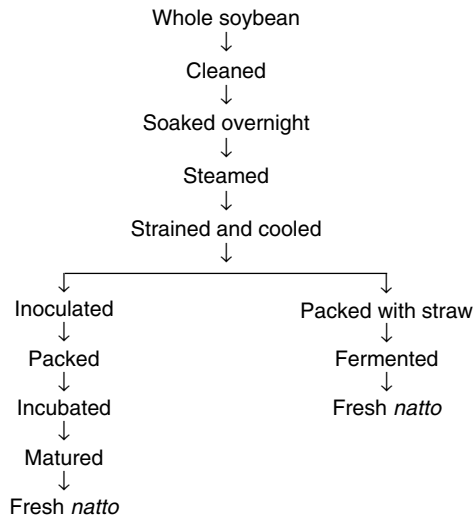 Whole soybean
Cleaned
Soaked overnight
Steamed
Strained and cooled
Inoculated
Packed
Incubated
Matured
Fresh natto
Packed with straw
Fermented
Fresh natto